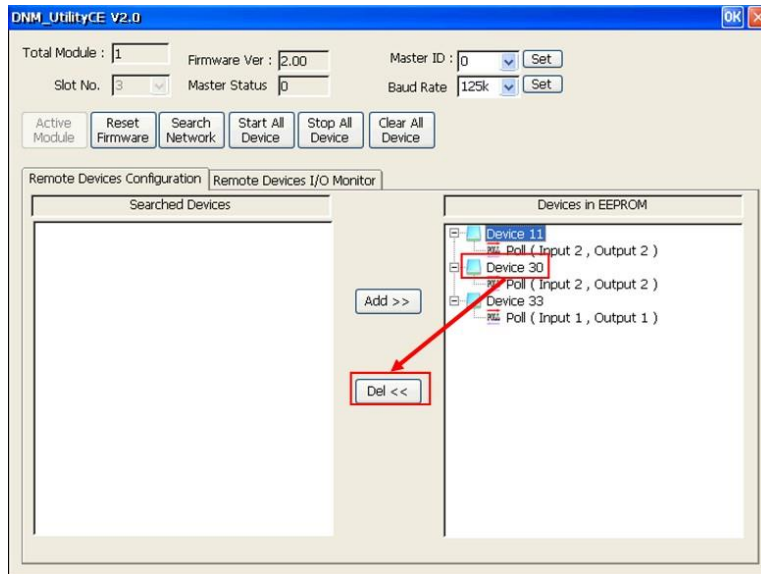 DNM_UtilityCE V2.0 OK
Total Module : 1 Firmware Ver : 2.00 Master ID : 0 Set
Slot No. 3 Master Status 0 Baud Rate 125k Set
Active Module Reset Firmware Search Network Start All Device Stop All Device Clear All Device
Remote Devices Configuration Remote Devices I/O Monitor
Searched Devices Devices in EEPROM
Device 11
Poll ( Input 2 , Output 2 )
Device 30
Poll ( Input 2 , Output 2 )
Add >>
Device 33
Poll ( Input 1 , Output 1 )
Del <<